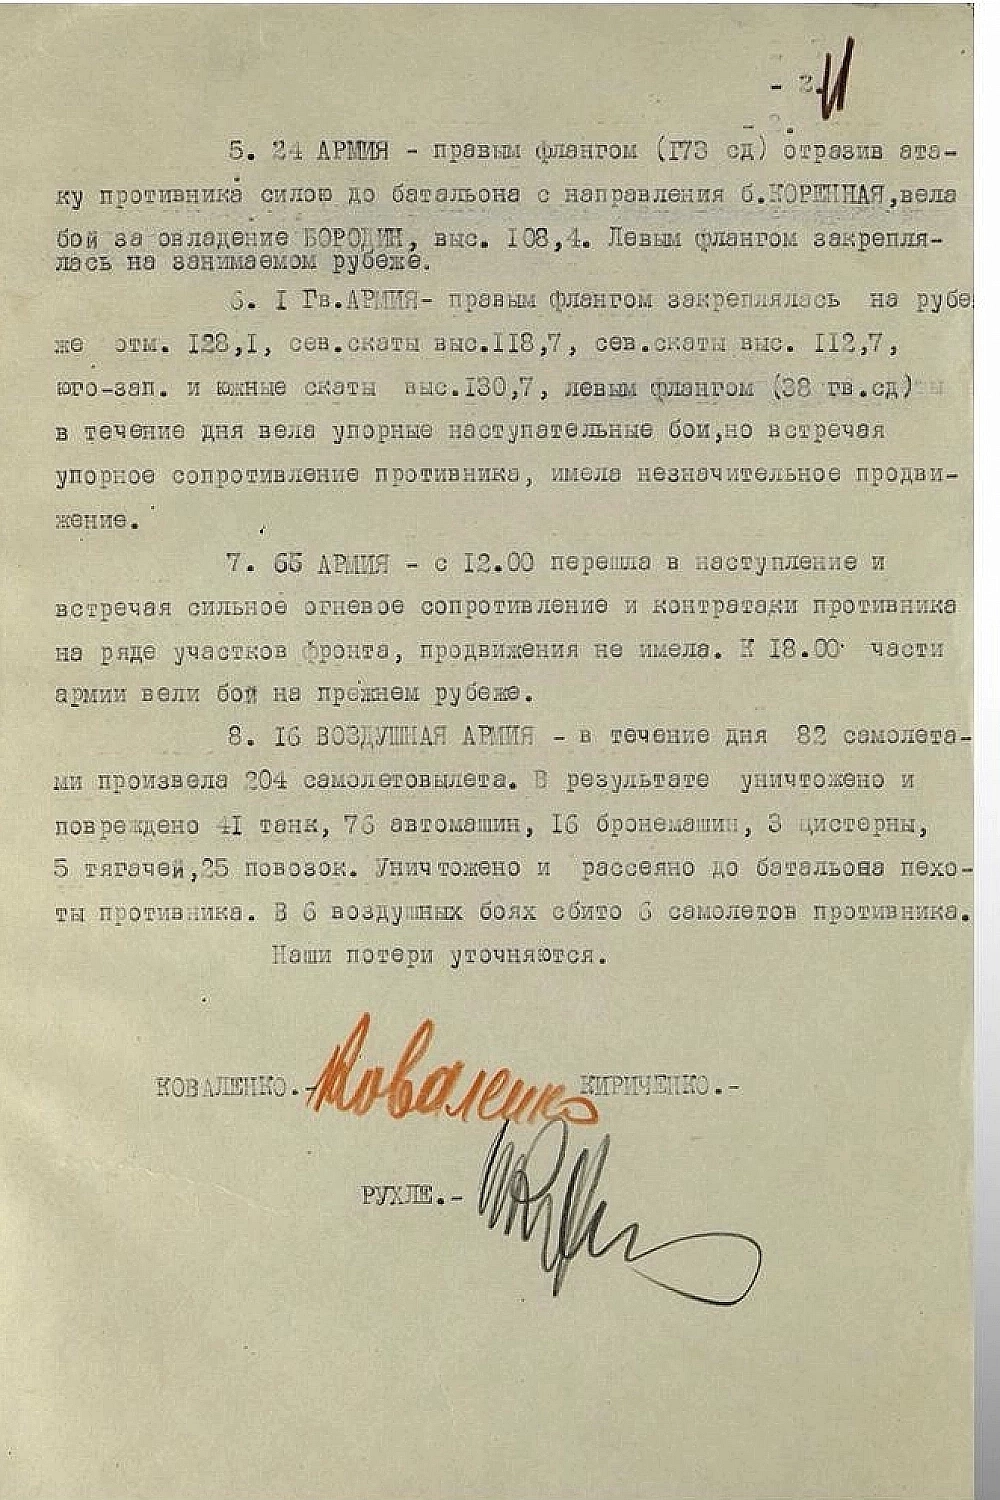 - 2.
- 2.
5. 24 АРМИЯ - правым флангом (173 сд) отразив ата-
ку противника силою до батальона с направления б.КОРЕННАЯ,вела
бой за овладение БОРОДИН, выс. 108,4. Левым флангом закрепля-
лась на занимаемом рубеже.
6. I Гв.АРМИЯ- правым флангом закреплялась на рубе
же отм. 128,I, сев.скаты выс.118,7, сев.скаты выс. 112,7,
юго-зап. и южные скаты выс.130,7, левым флангом (38 гв.сд)
в течение дня вела упорные наступательные бои,но встречая
упорное сопротивление противника, имела незначительное продви-
жение.
7. 65 АРМИЯ - с 12.00 перешла в наступление и
встречая сильное огневое сопротивление и контратаки противника
на ряде участков фронта, продвижения не имела. К 18.00 части
армии вели бой на прежнем рубеже.
8. 16 ВОЗДУШНАЯ АРМИЯ - в течение дня 82 самолета-
ми произвела 204 самолетовылета. В результате уничтожено и
повреждено 41 танк, 76 автомашин, 16 бронемашин, 3 цистерны,
5 тягачей,25 повозок. Уничтожено и рассеяно до батальона пехо-
ты противника. В 6 воздушных боях сбито 6 самолетов противника.
Наши потери уточняются.
КОВАЛЕНКО.- Коваленко КИРИЧЕНКО.-
РУХЛЕ.-